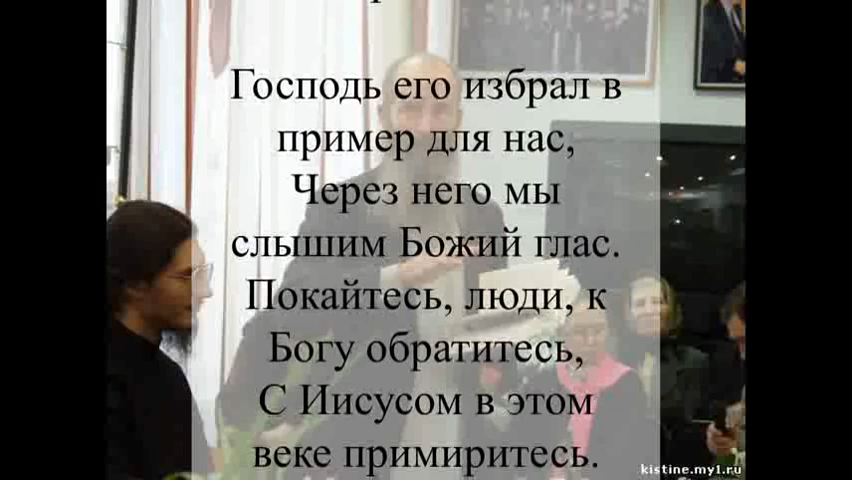 Господь его избрал в
пример для нас,
Через него мы
слышим Божий глас.
Покайтесь, люди, к
Богу обратитесь,
С Иисусом в этом
веке примиритесь.
kistine.my1.ru